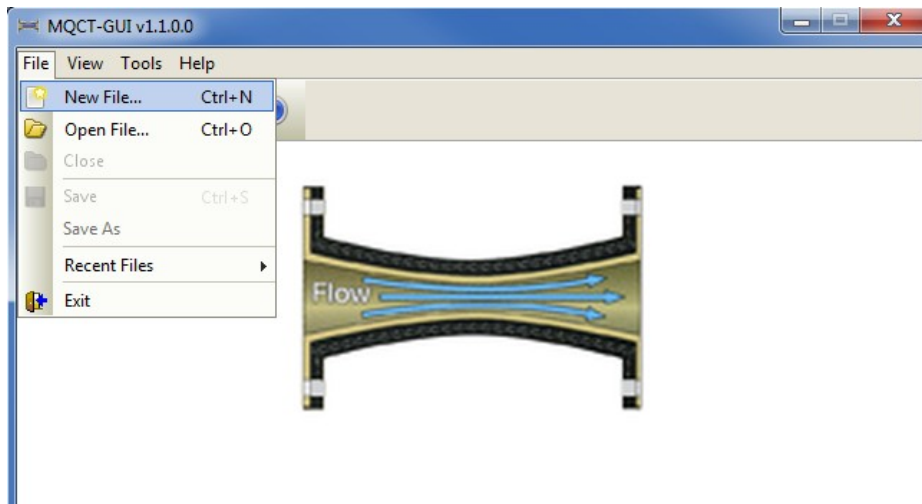 MQCT-GUI v1.1.0.0
File View Tools Help
New File... Ctrl+N
Open File... Ctrl+O
Close
Save Ctrl+S
Save As
Recent Files
Exit
Flow